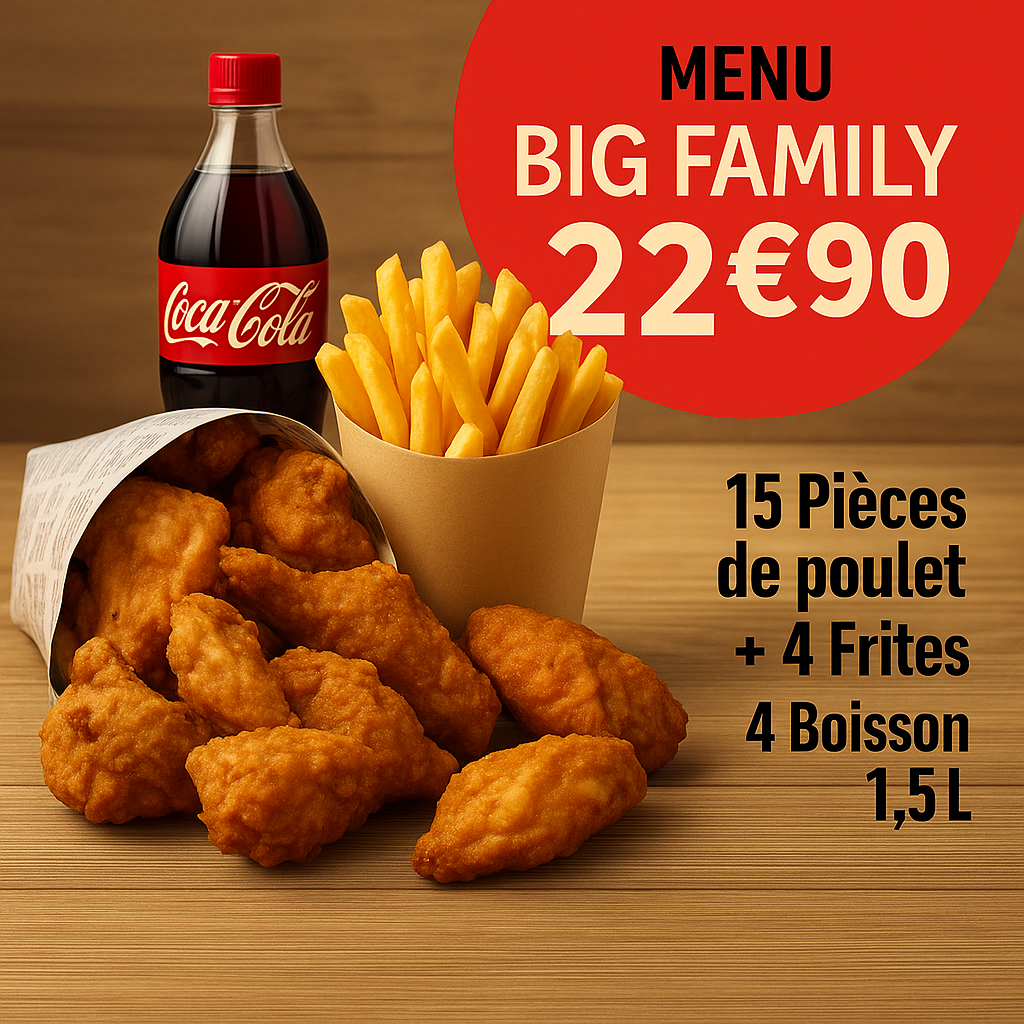 MENU
BIG FAMILY
22€90
Coca-Cola
15 Pièces
de poulet
+ 4 Frites
4 Boisson
1,5 L